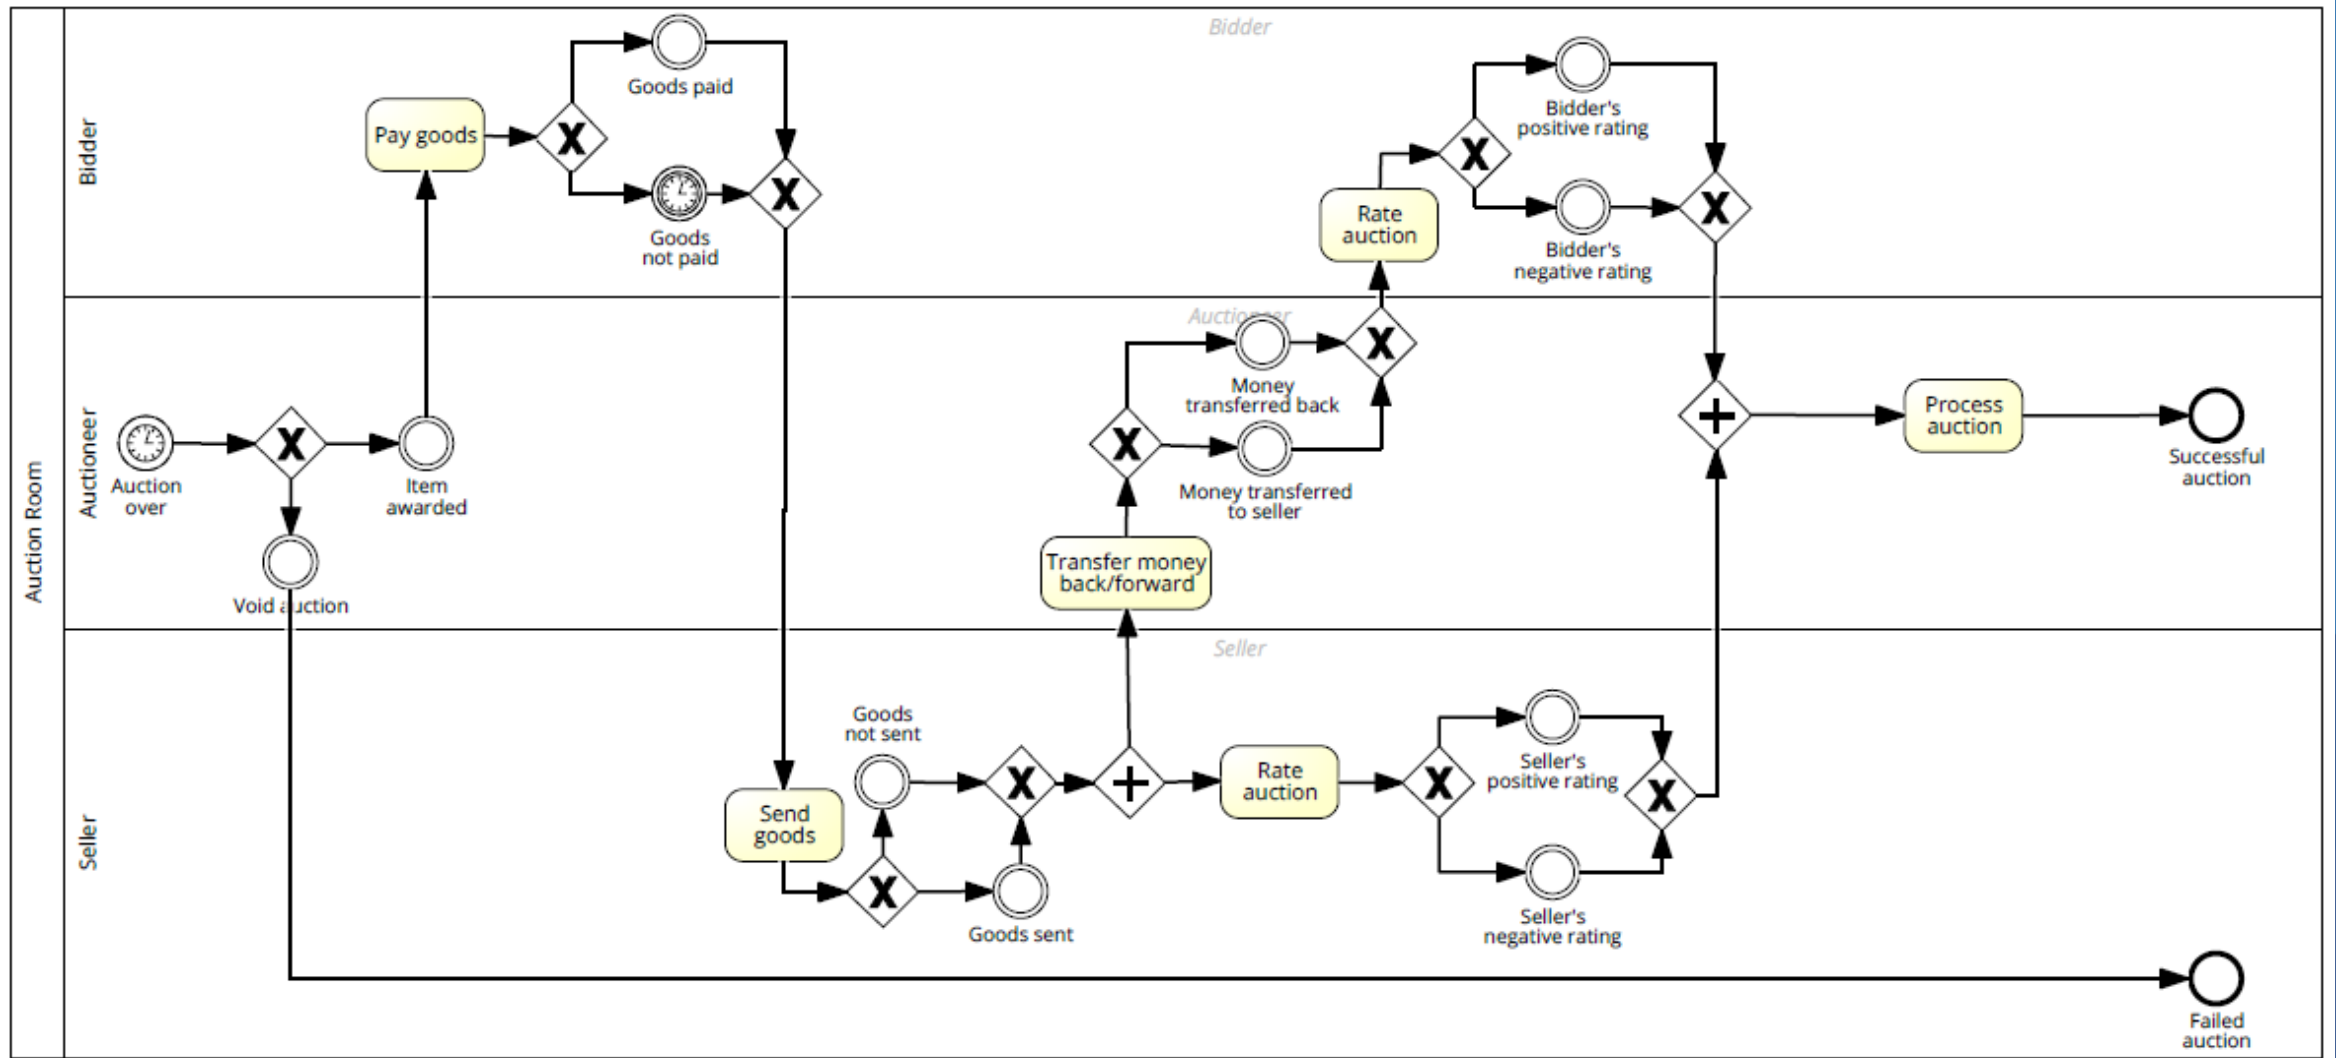 Auction Room
Bidder
Bidder
Goods paid
Pay goods
Goods
not paid
Bidder's
positive rating
Rate
auction
Bidder's
negative rating
Auctioneer
Auctioneer
Auction
over
Item
awarded
Void auction
Money
transferred back
Money transferred
to seller
Transfer money
back/forward
Process
auction
Successful
auction
Seller
Seller
Goods
not sent
Send
goods
Goods sent
Rate
auction
Seller's
positive rating
Seller's
negative rating
Failed
auction